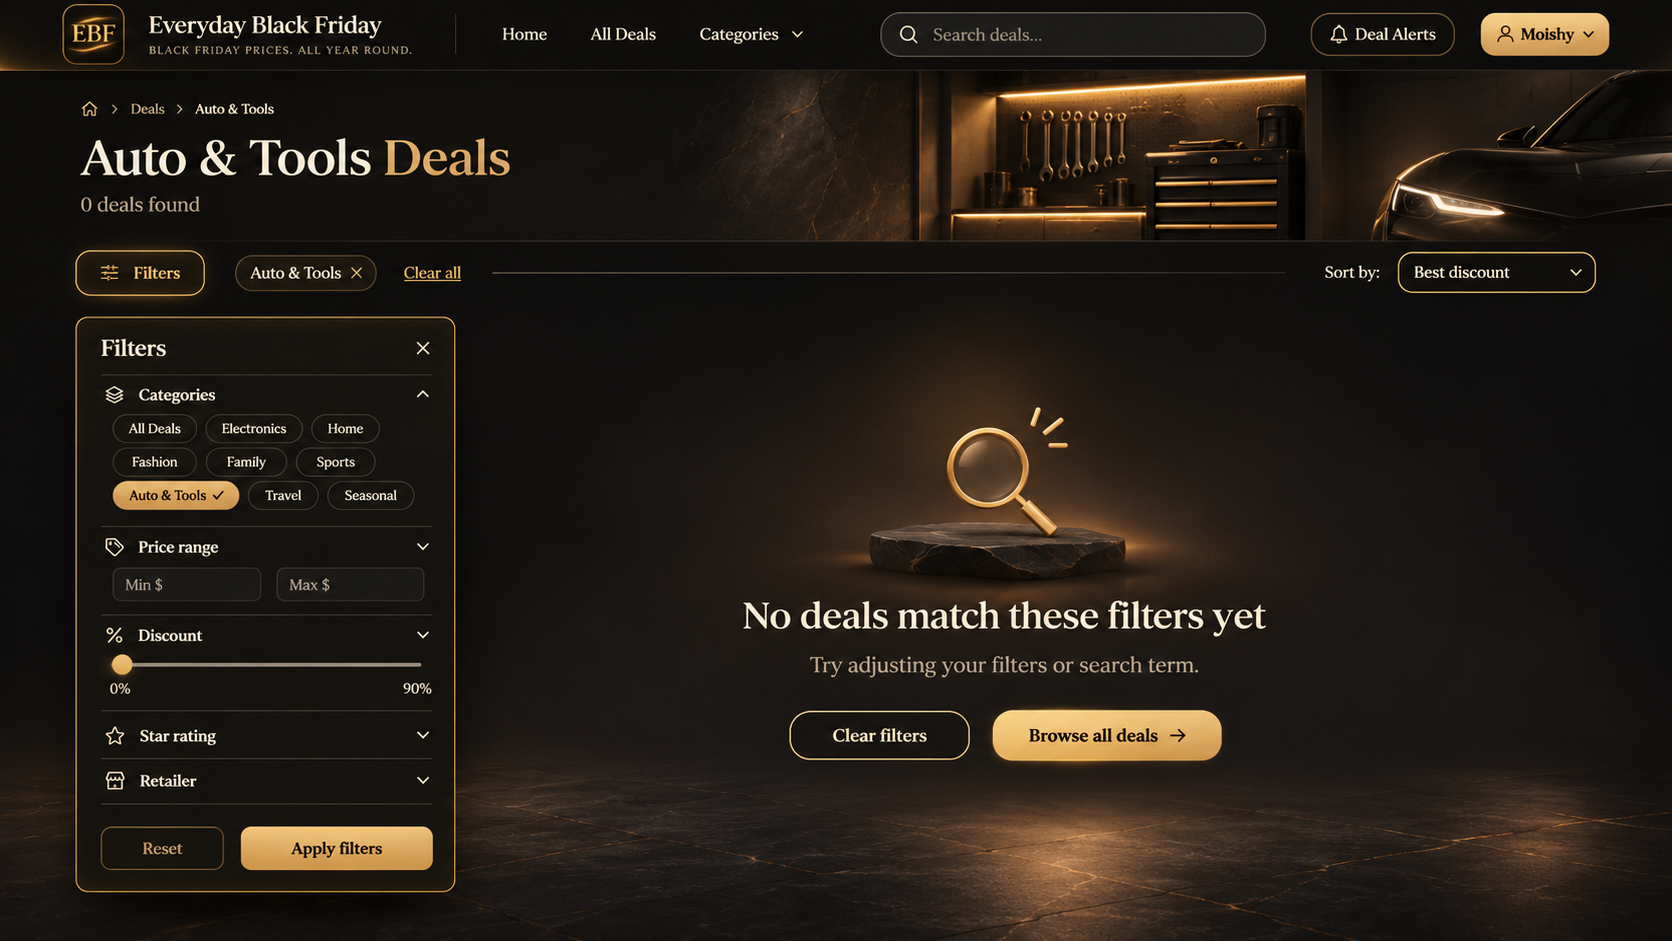 EBF
Everyday Black Friday
BLACK FRIDAY PRICES. ALL YEAR ROUND.
Home
All Deals
Categories
Search deals...
Deal Alerts
Moishy
Deals
Auto & Tools
Auto & Tools Deals
0 deals found
Filters
Auto & Tools
Clear all
Sort by:
Best discount
Filters
Categories
All Deals
Electronics
Home
Fashion
Family
Sports
Auto & Tools
Travel
Seasonal
Price range
Min $
Max $
Discount
0%
90%
Star rating
Retailer
Reset
Apply filters
No deals match these filters yet
Try adjusting your filters or search term.
Clear filters
Browse all deals